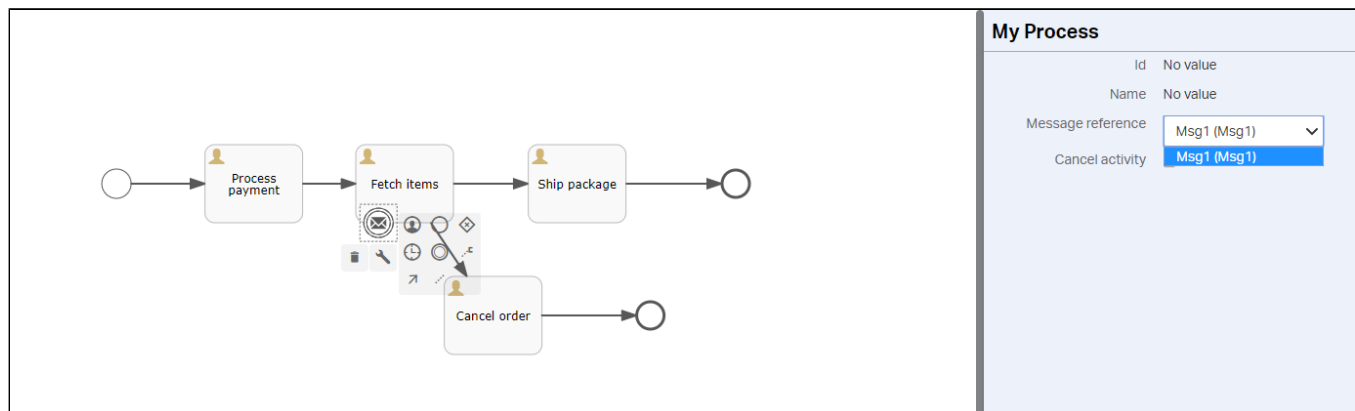 My Process
Id No value
Name No value
Message reference Msg1 (Msg1)
Msg1 (Msg1)
Cancel activity
Process
payment
Fetch items
Ship package
Cancel order